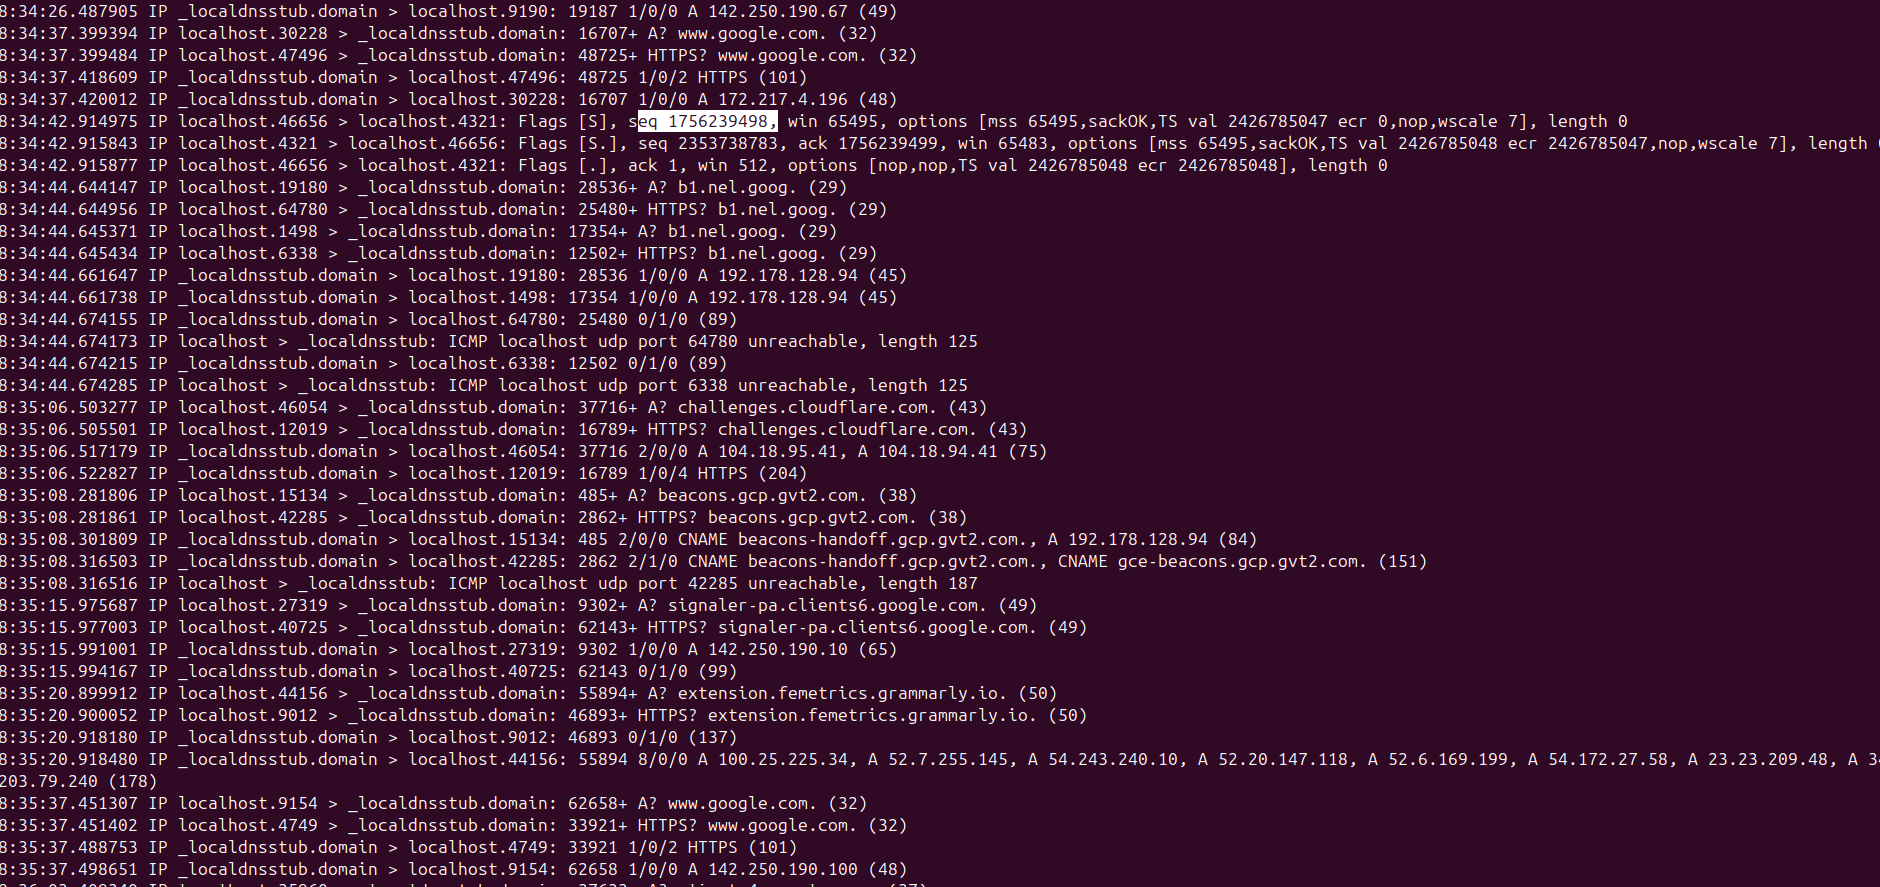 8:34:26.487905 IP _localdnsstub.domain > localhost.9190: 19187 1/0/0 A 142.250.190.67 (49)
8:34:37.399394 IP localhost.30228 > _localdnsstub.domain: 16707+ A? www.google.com. (32)
8:34:37.399484 IP localhost.47496 > _localdnsstub.domain: 48725+ HTTPS? www.google.com. (32)
8:34:37.418609 IP _localdnsstub.domain > localhost.47496: 48725 1/0/2 HTTPS (101)
8:34:37.420012 IP _localdnsstub.domain > localhost.30228: 16707 1/0/0 A 172.217.4.196 (48)
8:34:42.914975 IP localhost.46656 > localhost.4321: Flags [S], seq 1756239498, win 65495, options [mss 65495,sackOK,TS val 2426785047 ecr 0,nop,wscale 7], length 0
8:34:42.915843 IP localhost.4321 > localhost.46656: Flags [S.], seq 2353738783, ack 1756239499, win 65483, options [mss 65495,sackOK,TS val 2426785048 ecr 2426785047,nop,wscale 7], length
8:34:42.915877 IP localhost.46656 > localhost.4321: Flags [.], ack 1, win 512, options [nop,nop,TS val 2426785048 ecr 2426785048], length 0
8:34:44.644147 IP localhost.19180 > _localdnsstub.domain: 28536+ A? b1.nel.goog. (29)
8:34:44.644956 IP localhost.64780 > _localdnsstub.domain: 25480+ HTTPS? b1.nel.goog. (29)
8:34:44.645371 IP localhost.1498 > _localdnsstub.domain: 17354+ A? b1.nel.goog. (29)
8:34:44.645434 IP localhost.6338 > _localdnsstub.domain: 12502+ HTTPS? b1.nel.goog. (29)
8:34:44.661647 IP _localdnsstub.domain > localhost.19180: 28536 1/0/0 A 192.178.128.94 (45)
8:34:44.661738 IP _localdnsstub.domain > localhost.1498: 17354 1/0/0 A 192.178.128.94 (45)
8:34:44.674155 IP _localdnsstub.domain > localhost.64780: 25480 0/1/0 (89)
8:34:44.674173 IP localhost > _localdnsstub: ICMP localhost udp port 64780 unreachable, length 125
8:34:44.674215 IP _localdnsstub.domain > localhost.6338: 12502 0/1/0 (89)
8:34:44.674285 IP localhost > _localdnsstub: ICMP localhost udp port 6338 unreachable, length 125
8:35:06.503277 IP localhost.46054 > _localdnsstub.domain: 37716+ A? challenges.cloudflare.com. (43)
8:35:06.505501 IP localhost.12019 > _localdnsstub.domain: 16789+ HTTPS? challenges.cloudflare.com. (43)
8:35:06.517179 IP _localdnsstub.domain > localhost.46054: 37716 2/0/0 A 104.18.95.41, A 104.18.94.41 (75)
8:35:06.522827 IP _localdnsstub.domain > localhost.12019: 16789 1/0/4 HTTPS (204)
8:35:08.281806 IP localhost.15134 > _localdnsstub.domain: 485+ A? beacons.gcp.gvt2.com. (38)
8:35:08.281861 IP localhost.42285 > _localdnsstub.domain: 2862+ HTTPS? beacons.gcp.gvt2.com. (38)
8:35:08.301809 IP _localdnsstub.domain > localhost.15134: 485 2/0/0 CNAME beacons-handoff.gcp.gvt2.com., A 192.178.128.94 (84)
8:35:08.316503 IP _localdnsstub.domain > localhost.42285: 2862 2/1/0 CNAME beacons-handoff.gcp.gvt2.com., CNAME gce-beacons.gcp.gvt2.com. (151)
8:35:08.316516 IP localhost > _localdnsstub: ICMP localhost udp port 42285 unreachable, length 187
8:35:15.975687 IP localhost.27319 > _localdnsstub.domain: 9302+ A? signaler-pa.clients6.google.com. (49)
8:35:15.977003 IP localhost.40725 > _localdnsstub.domain: 62143+ HTTPS? signaler-pa.clients6.google.com. (49)
8:35:15.991001 IP _localdnsstub.domain > localhost.27319: 9302 1/0/0 A 142.250.190.10 (65)
8:35:15.994167 IP _localdnsstub.domain > localhost.40725: 62143 0/1/0 (99)
8:35:20.899912 IP localhost.44156 > _localdnsstub.domain: 55894+ A? extension.femetrics.grammarly.io. (50)
8:35:20.900052 IP localhost.9012 > _localdnsstub.domain: 46893+ HTTPS? extension.femetrics.grammarly.io. (50)
8:35:20.918180 IP _localdnsstub.domain > localhost.9012: 46893 0/1/0 (137)
8:35:20.918480 IP _localdnsstub.domain > localhost.44156: 55894 8/0/0 A 100.25.225.34, A 52.7.255.145, A 54.243.240.10, A 52.20.147.118, A 52.6.169.199, A 54.172.27.58, A 23.23.209.48, A
203.79.240 (178)
8:35:37.451307 IP localhost.9154 > _localdnsstub.domain: 62658+ A? www.google.com. (32)
8:35:37.451402 IP localhost.4749 > _localdnsstub.domain: 33921+ HTTPS? www.google.com. (32)
8:35:37.488753 IP _localdnsstub.domain > localhost.4749: 33921 1/0/2 HTTPS (101)
8:35:37.498651 IP _localdnsstub.domain > localhost.9154: 62658 1/0/0 A 142.250.190.100 (48)